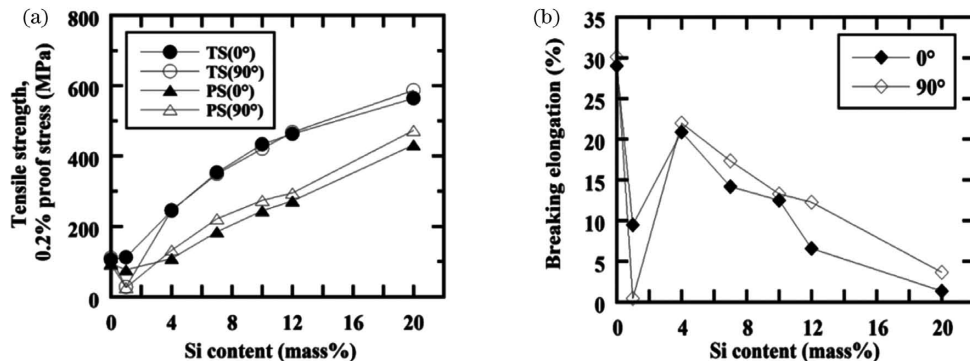 (a)
800
600
400
200
0
Tensile strength,
0.2% proof stress (MPa)
TS(0°)
TS(90°)
PS(0°)
PS(90°)
0 4 8 12 16 20
Si content (mass%)
(b)
35
30
25
20
15
10
5
0
Breaking elongation (%)
0°
90°
0 4 8 12 16 20
Si content (mass%)